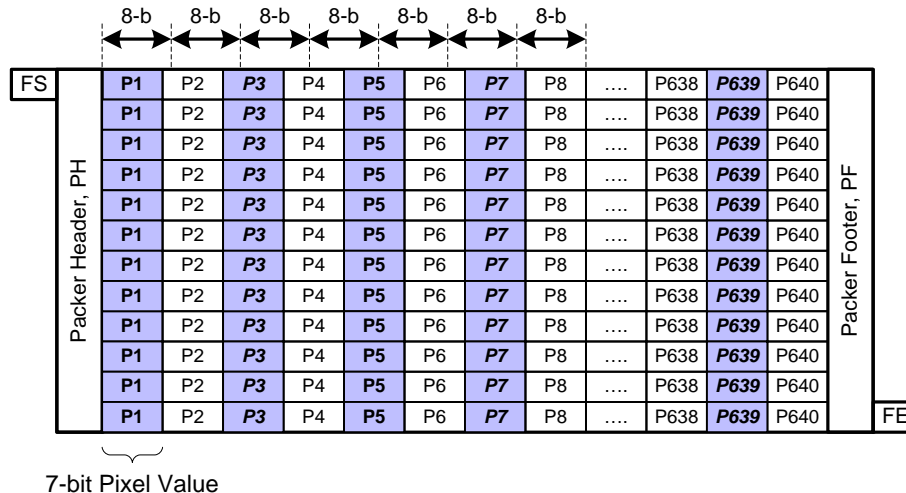 8-b 8-b 8-b 8-b 8-b 8-b 8-b
FS P1 P2 P3 P4 P5 P6 P7 P8 …. P638 P639 P640
P1 P2 P3 P4 P5 P6 P7 P8 …. P638 P639 P640
P1 P2 P3 P4 P5 P6 P7 P8 …. P638 P639 P640
P1 P2 P3 P4 P5 P6 P7 P8 …. P638 P639 P640
P1 P2 P3 P4 P5 P6 P7 P8 …. P638 P639 P640
P1 P2 P3 P4 P5 P6 P7 P8 …. P638 P639 P640
P1 P2 P3 P4 P5 P6 P7 P8 …. P638 P639 P640
P1 P2 P3 P4 P5 P6 P7 P8 …. P638 P639 P640
P1 P2 P3 P4 P5 P6 P7 P8 …. P638 P639 P640
P1 P2 P3 P4 P5 P6 P7 P8 …. P638 P639 P640
P1 P2 P3 P4 P5 P6 P7 P8 …. P638 P639 P640
P1 P2 P3 P4 P5 P6 P7 P8 …. P638 P639 P640 FE
Packer Header, PH
Packer Footer, PF
7-bit Pixel Value